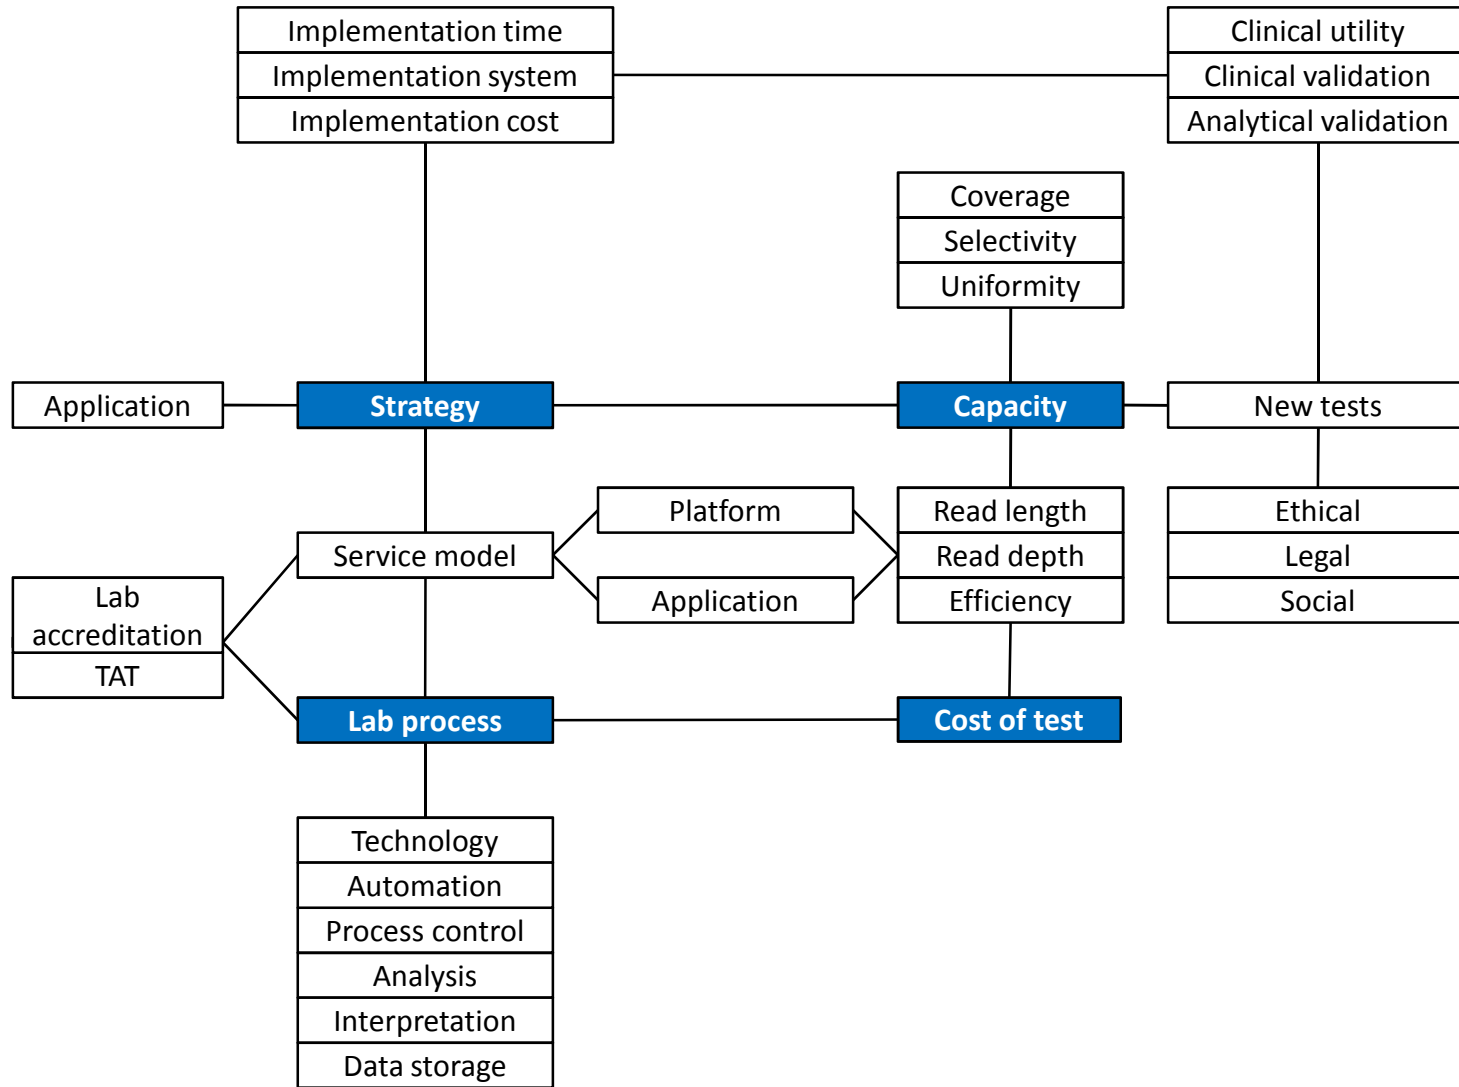 Implementation time
Implementation system
Implementation cost
Clinical utility
Clinical validation
Analytical validation
Coverage
Selectivity
Uniformity
Application
Strategy
Capacity
New tests
Service model
Platform
Application
Read length
Read depth
Efficiency
Ethical
Legal
Social
Lab
accreditation
TAT
Lab process
Cost of test
Technology
Automation
Process control
Analysis
Interpretation
Data storage